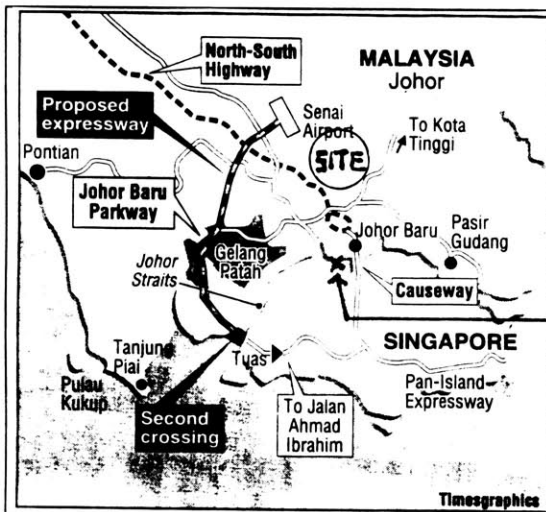 North-South
Highway
MALAYSIA
Johor
Proposed
expressway
Senai
Airport
To Kota
Tinggi
SITE
Pontian
Johor Baru
Parkway
Johor Baru
Pasir
Gudang
Gelang
Patah
Johor
Straits
Causeway
SINGAPORE
Tanjung
Piai
Tuas
Pulau
Kukup
Pan-Island
Expressway
Second
crossing
To Jalan
Ahmad
Ibrahim
Timesgraphics